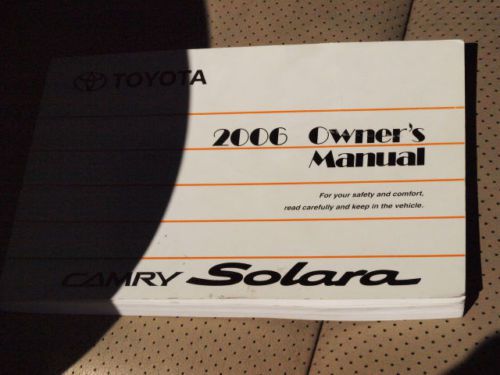 TOYOTA
2006 Owner's
Manual
For your safety and comfort,
read carefully and keep in the vehicle.
CAMRY Solara